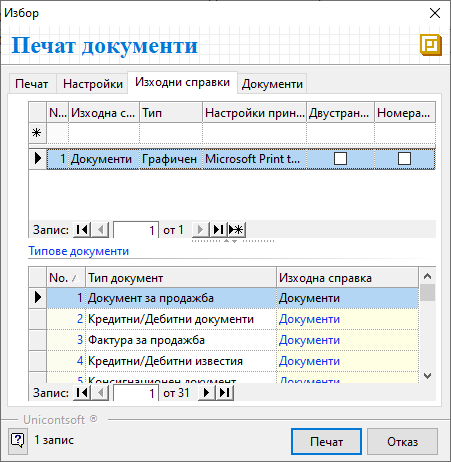 Избор
Печат документи
Печат Настройки Изходни справки Документи
N... Изходна с... Тип Настройки прин... Двустран... Номера...
1 Документи Графичен Microsoft Print t...
Запис: 1 от 1
Типове документи
No. Тип документ Изходна справка
1 Документ за продажба Документи
2 Кредитни/Дебитни документи Документи
3 Фактура за продажба Документи
4 Кредитни/Дебитни известия Документи
5 Консигнационен документ Документи
Запис: 1 от 31
Unicontsoft ®
1 запис
Печат Отказ